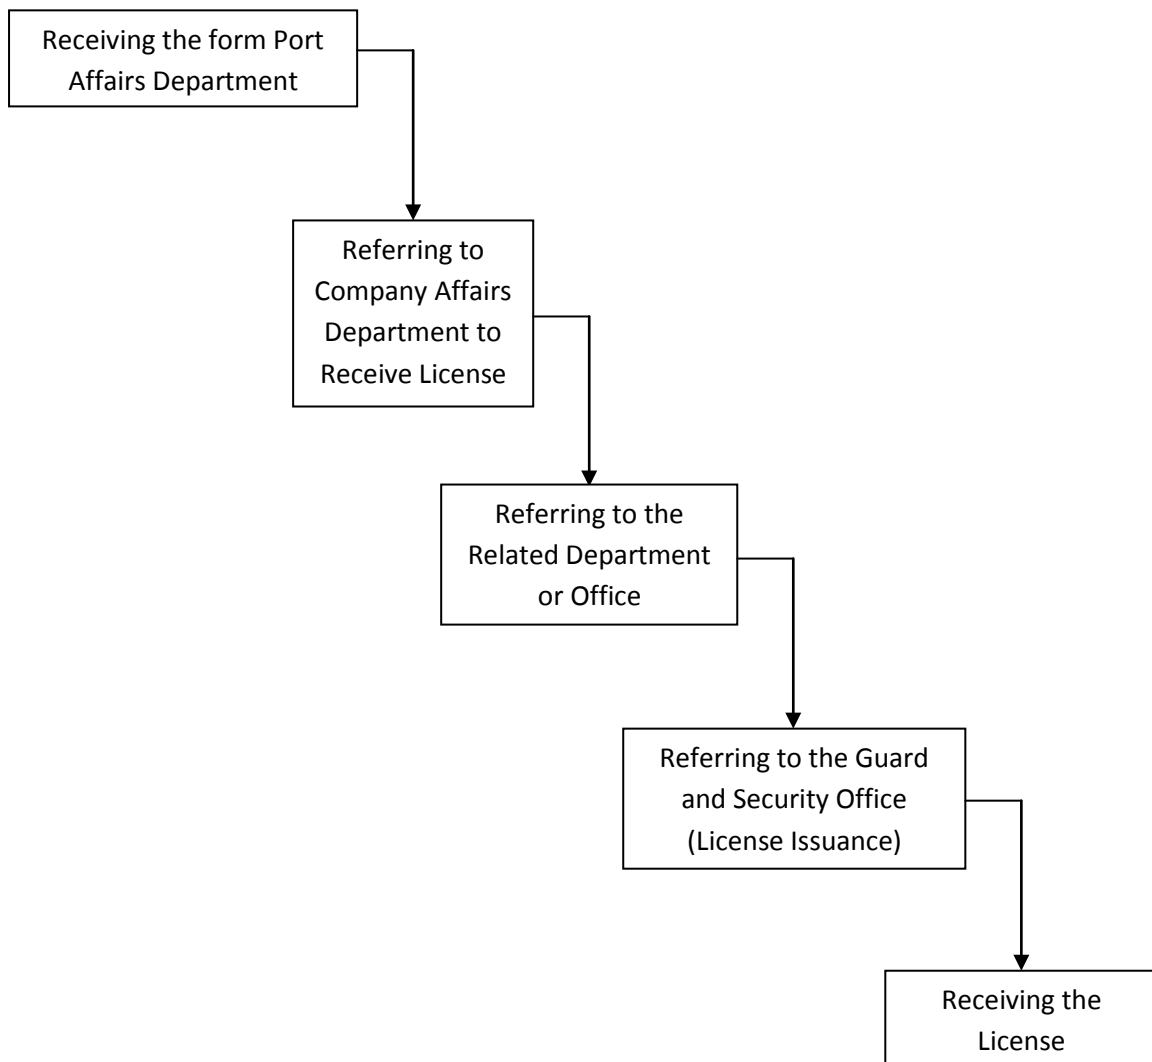 Receiving the form Port
Affairs Department
Referring to
Company Affairs
Department to
Receive License
Referring to the
Related Department
or Office
Referring to the Guard
and Security Office
(License Issuance)
Receiving the
License